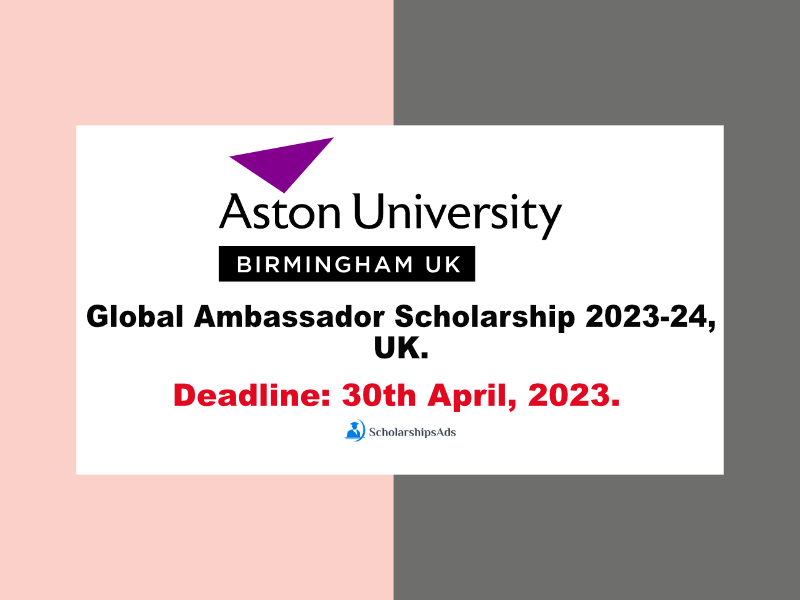 Aston University
BIRMINGHAM UK
Global Ambassador Scholarship 2023-24,
UK.
Deadline: 30th April, 2023.
ScholarshipsAds